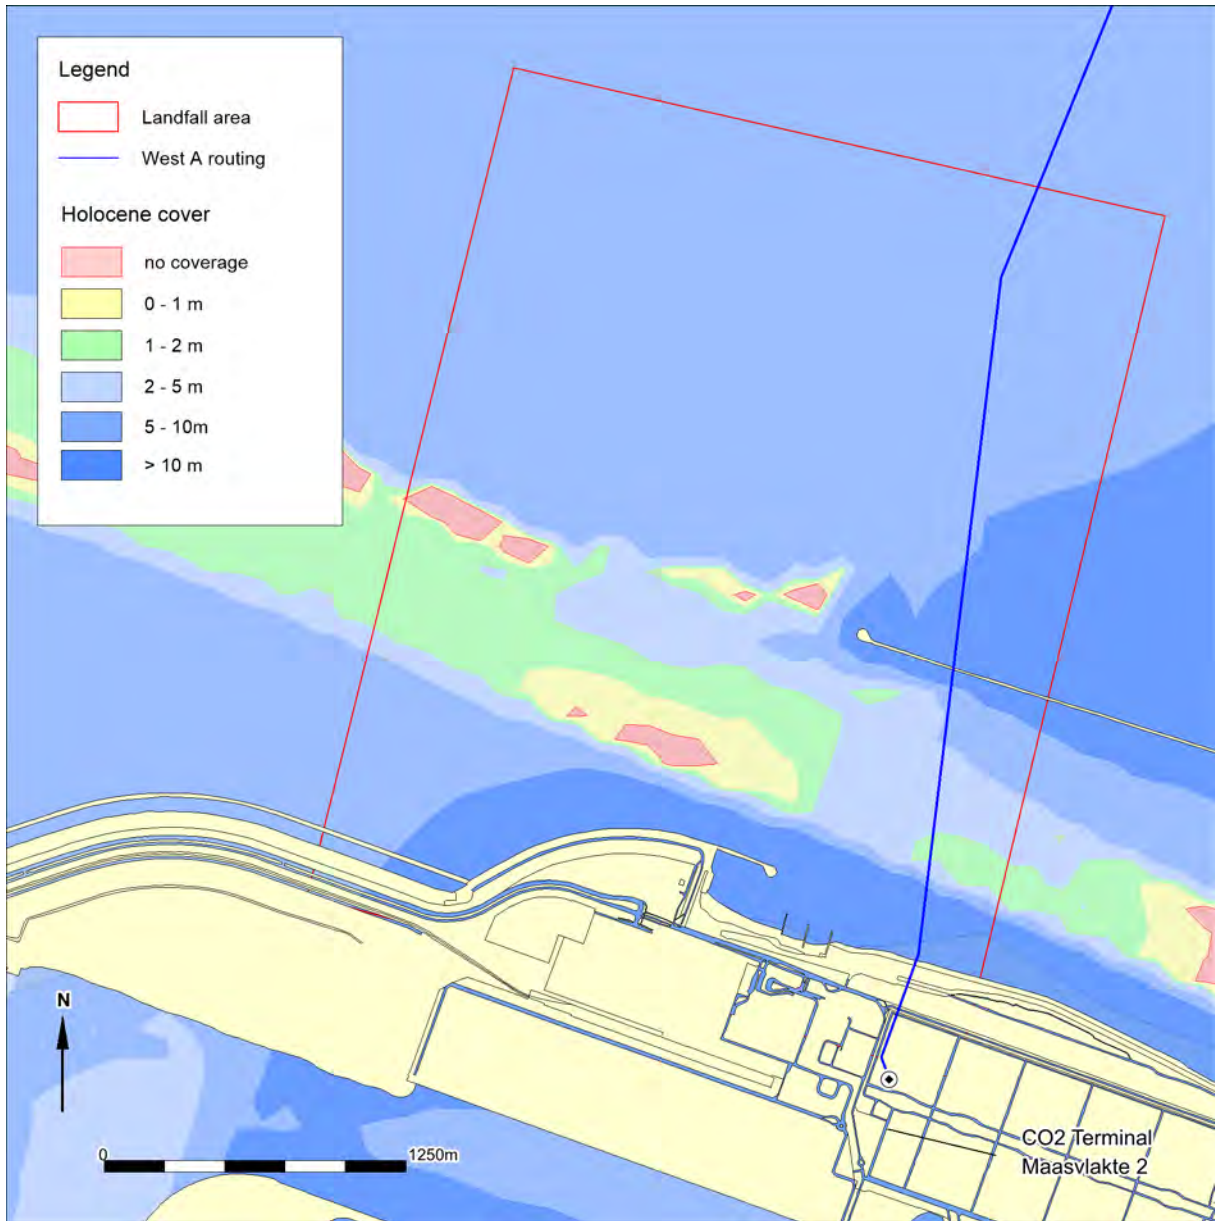 Legend
Landfall area
West A routing
Holocene cover
no coverage
0 - 1 m
1 - 2 m
2 - 5 m
5 - 10m
> 10 m
N
0 1250m
CO2 Terminal
Maasvlakte 2